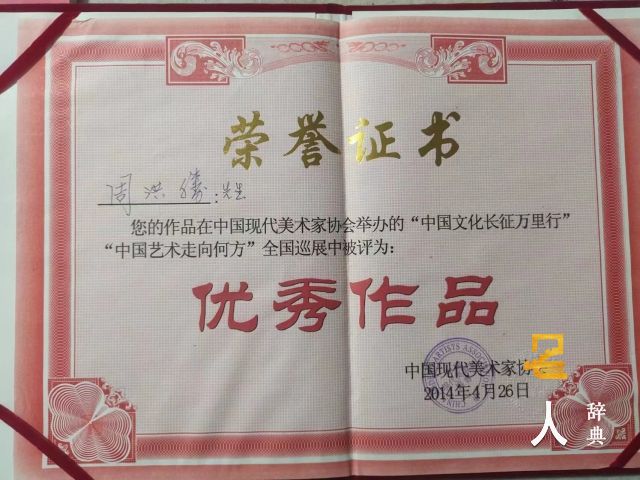 荣誉证书
周洪胜:先生
您的作品在中国现代美术家协会举办的“中国文化长征万里行”
“中国艺术走向何方”全国巡展中被评为:
优秀作品
中国现代美术家协
2014年4月26日
ARTISTS ASSOC
人辞典